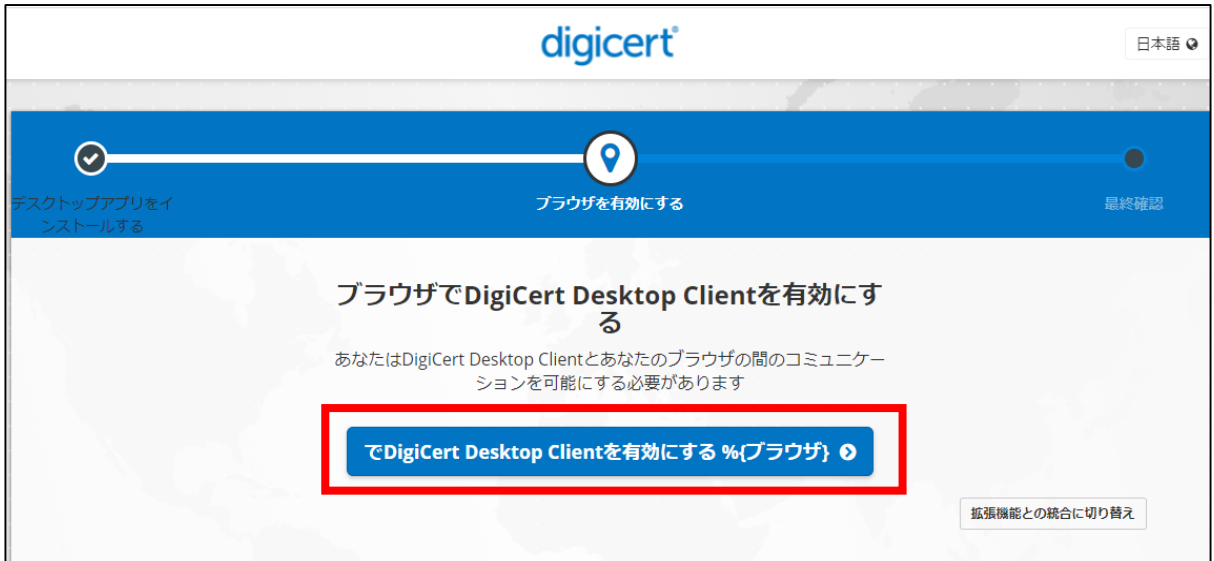 digicert
日本語
デスクトップアプリをイ
ンストールする
ブラウザを有効にする
最終確認
ブラウザでDigiCert Desktop Clientを有効にす
る
あなたはDigiCert Desktop Clientとあなたのブラウザの間のコミュニケー
ションを可能にする必要があります
でDigiCert Desktop Clientを有効にする %{ブラウザ}
拡張機能との統合に切り替え